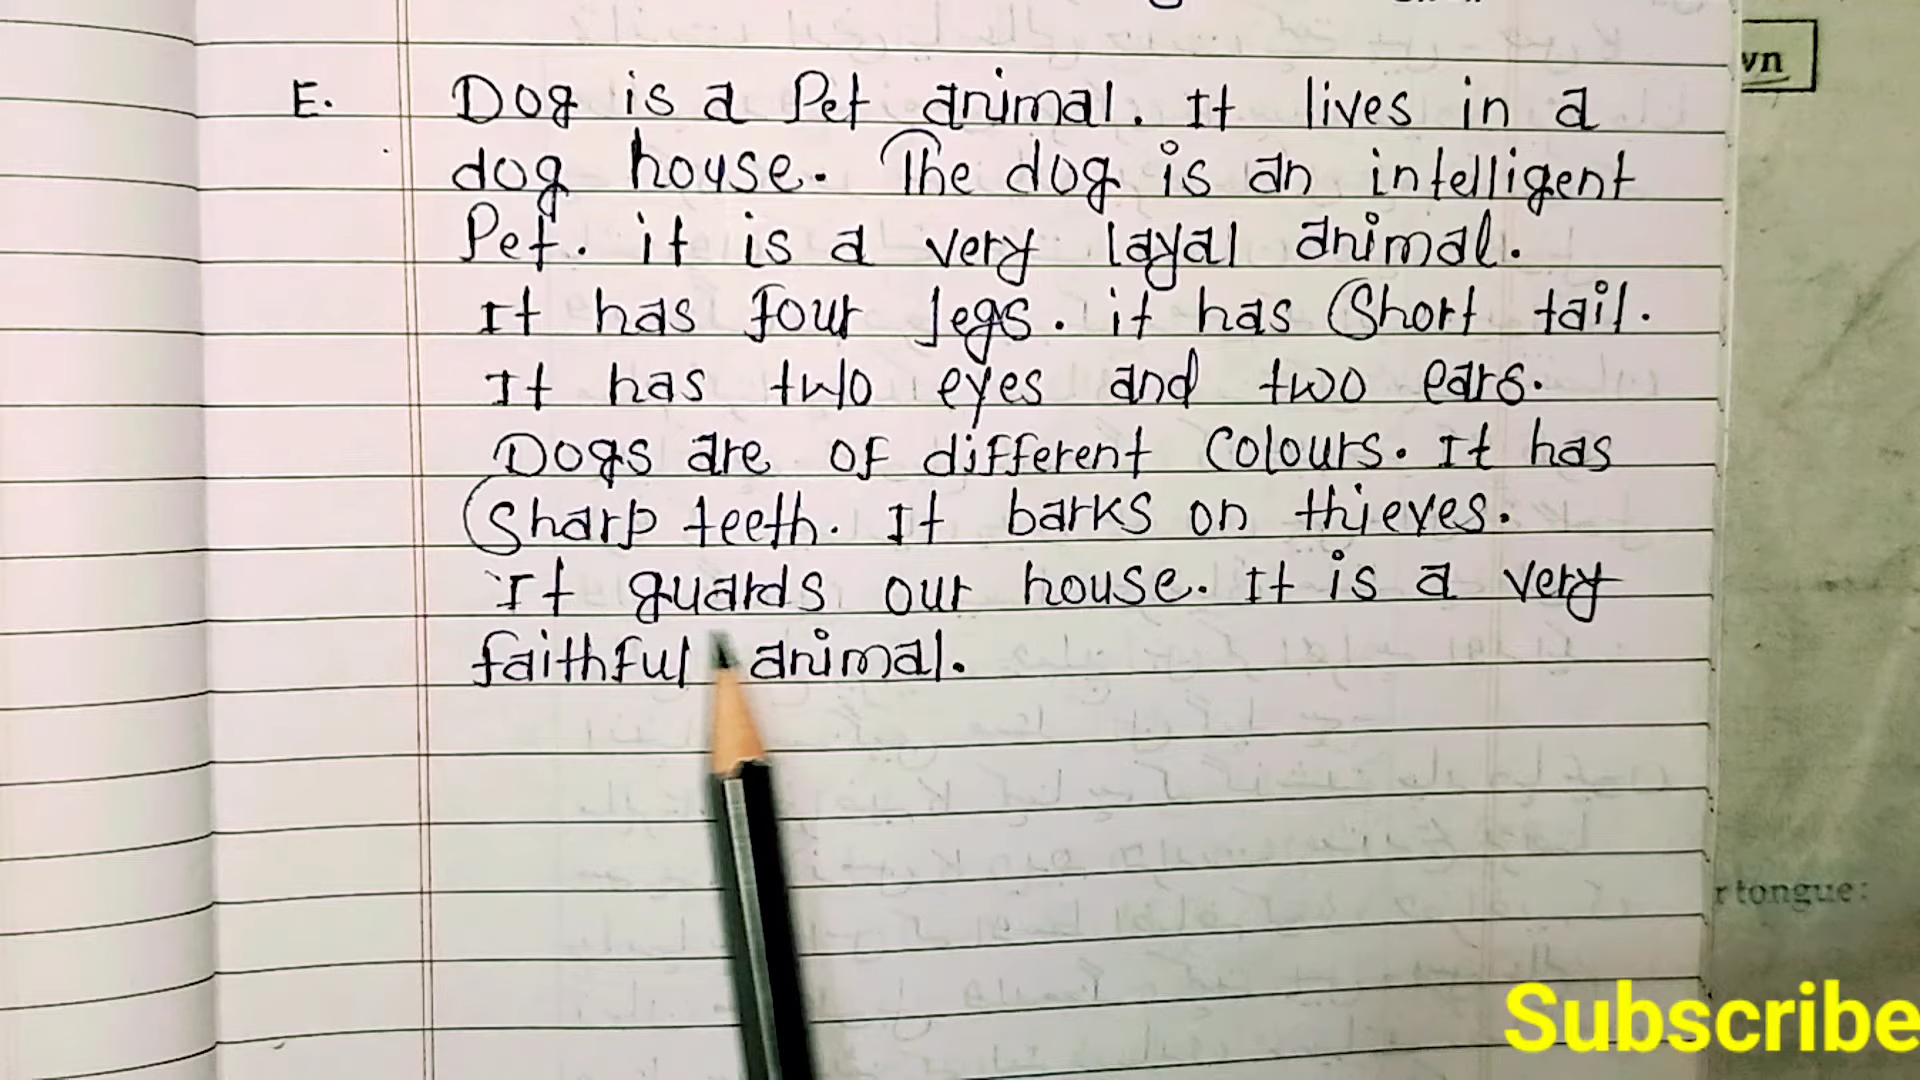 wn
E. Dog is a Pet animal. It lives in a
dog house. The dog is an intelligent
Pet. it is a very layal animal.
It has four legs. it has Short tail.
It has two eyes and two ears.
Dogs are of different Colours. It has
Sharp teeth. It barks on thieves.
It guards our house. It is a very
faithful animal.
r tongue:
Subscribe